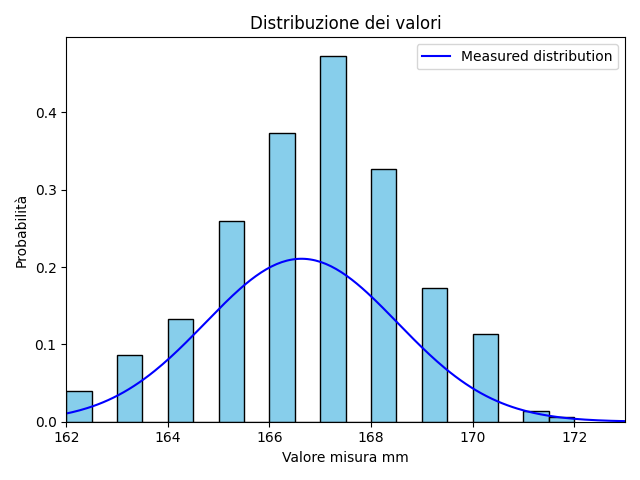 Distribuzione dei valori
Measured distribution
0.4
0.3
0.2
0.1
0.0
Probabilità
162 164 166 168 170 172
Valore misura mm